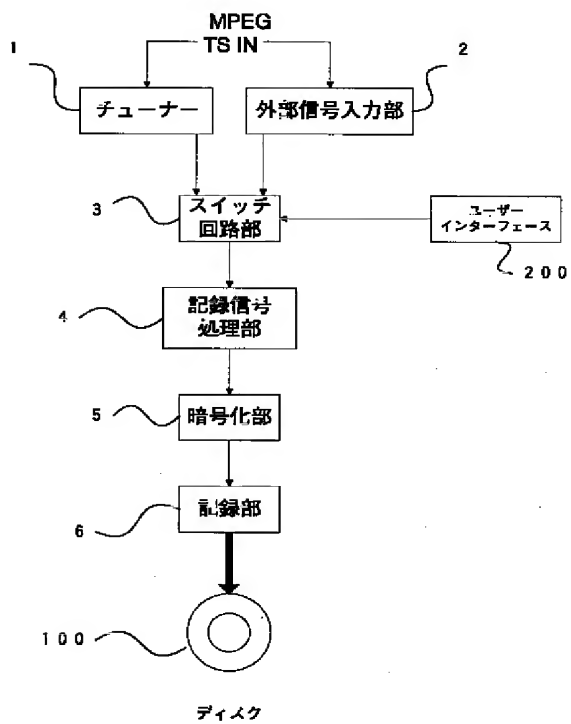 MPEG
TS IN
1
2
チューナー
外部信号入力部
3
スイッチ
回路部
ユーザー
インターフェース
200
4
記録信号
処理部
5
暗号化部
6
記録部
100
ディスク